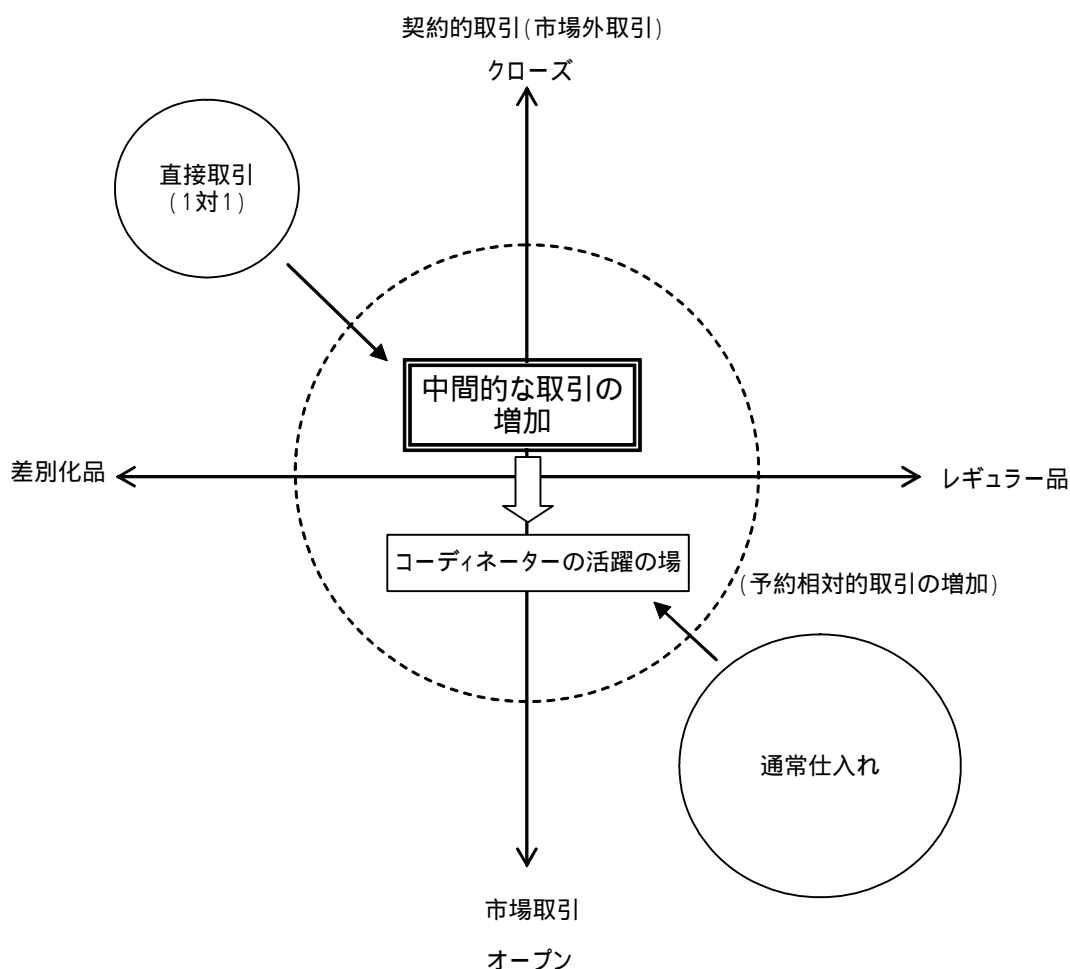 契約的取引(市場外取引)
クローズ
直接取引
(1対1)
中間的な取引の
増加
差別化品
レギュラー品
コーディネーターの活躍の場
(予約相対的取引の増加)
通常仕入れ
市場取引
オープン